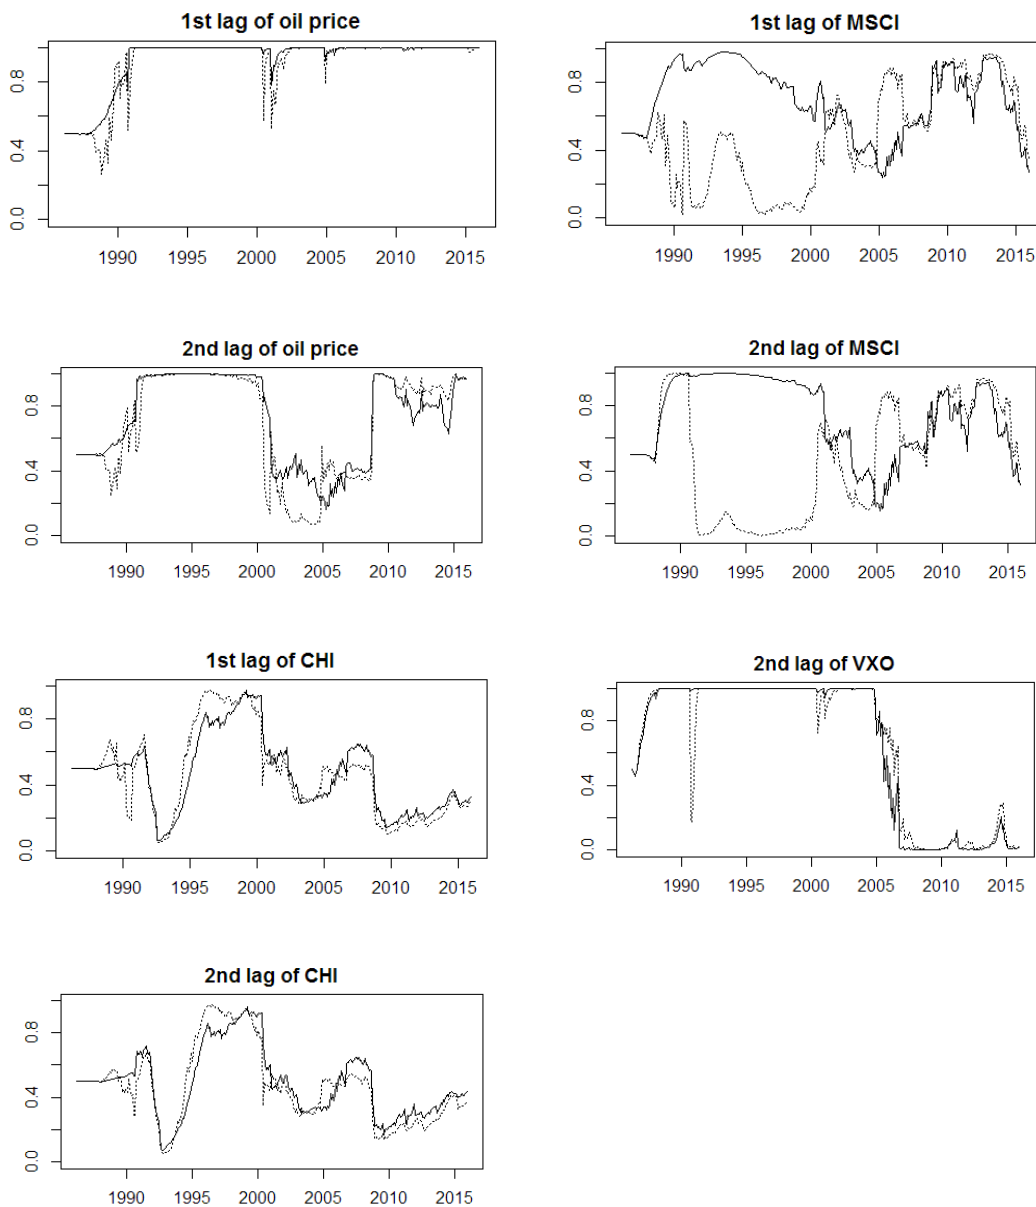 1st lag of oil price
0.0 0.4 0.8
1990 1995 2000 2005 2010 2015
1st lag of MSCI
0.0 0.4 0.8
1990 1995 2000 2005 2010 2015
2nd lag of oil price
0.0 0.4 0.8
1990 1995 2000 2005 2010 2015
2nd lag of MSCI
0.0 0.4 0.8
1990 1995 2000 2005 2010 2015
1st lag of CHI
0.0 0.4 0.8
1990 1995 2000 2005 2010 2015
2nd lag of VXO
0.0 0.4 0.8
1990 1995 2000 2005 2010 2015
2nd lag of CHI
0.0 0.4 0.8
1990 1995 2000 2005 2010 2015